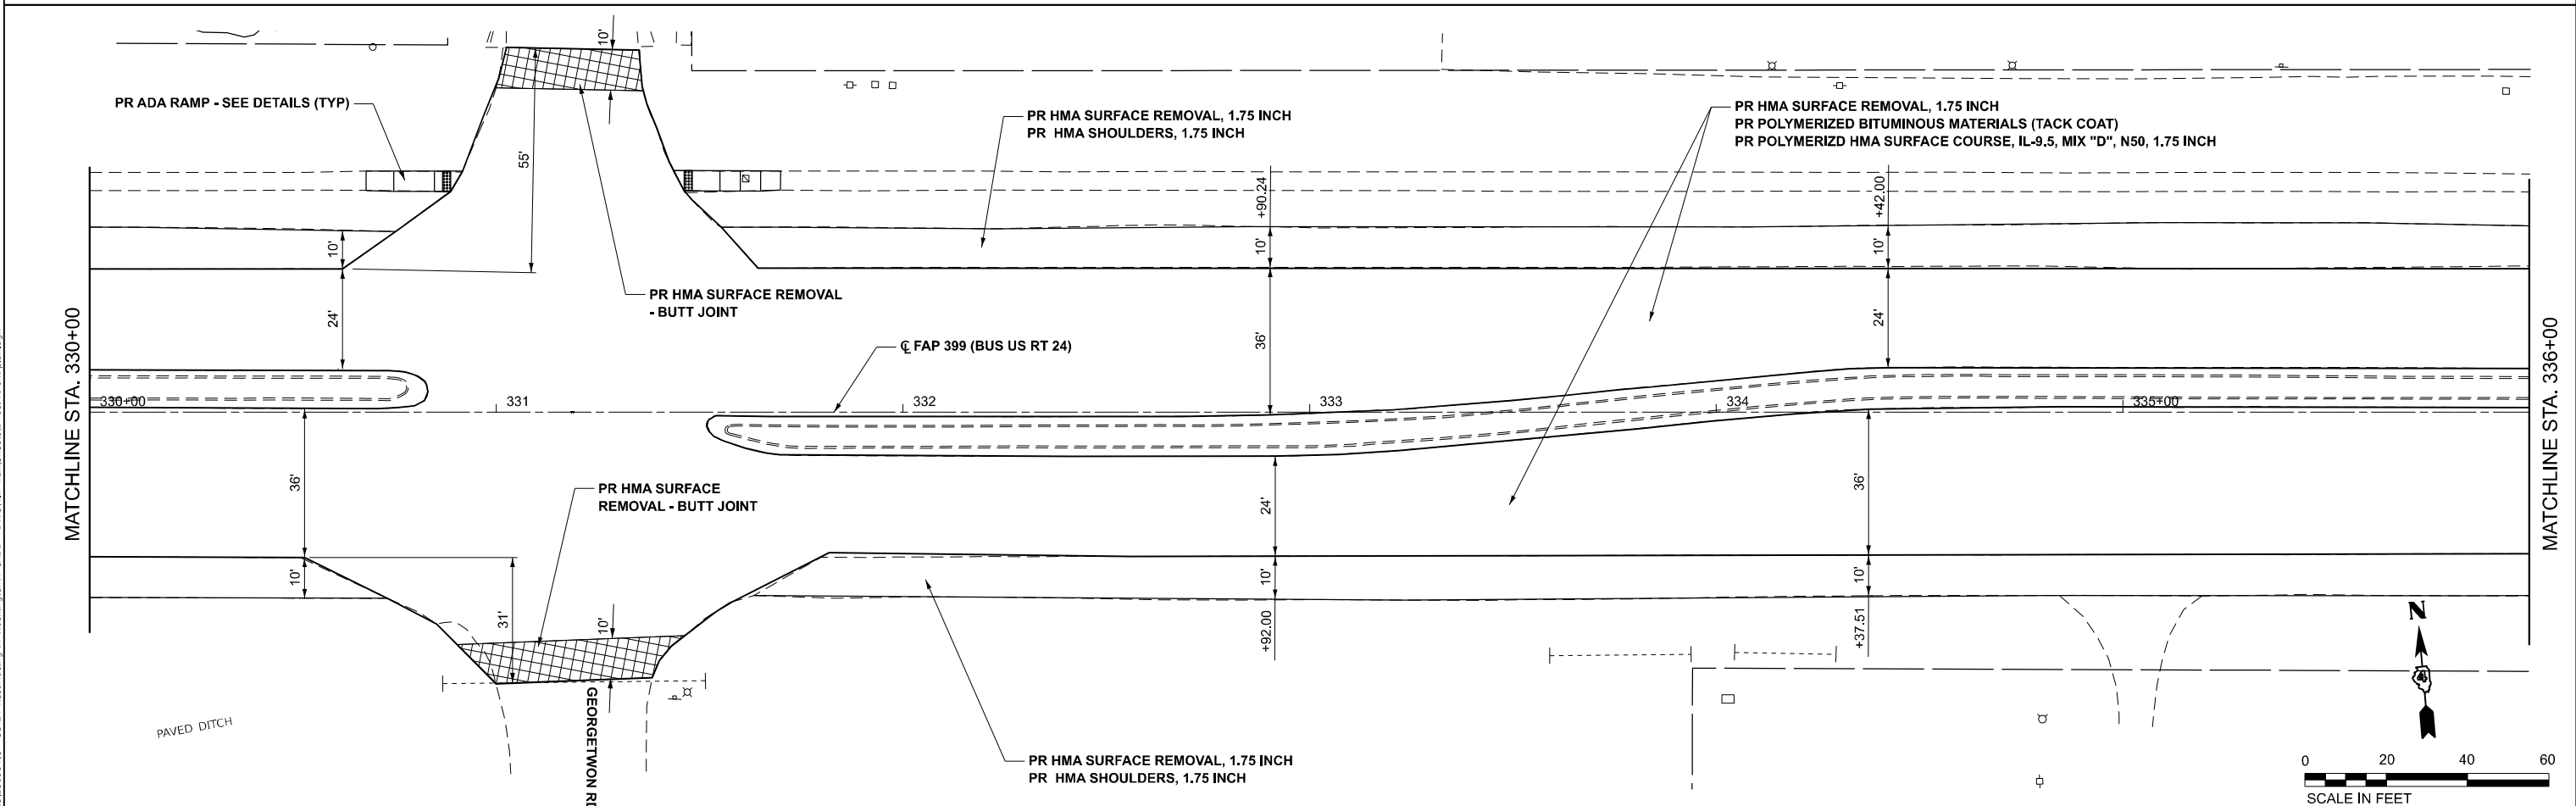 10'
PR ADA RAMP - SEE DETAILS (TYP)
55'
PR HMA SURFACE REMOVAL, 1.75 INCH
PR HMA SHOULDERS, 1.75 INCH
PR HMA SURFACE REMOVAL, 1.75 INCH
PR POLYMERIZED BITUMINOUS MATERIALS (TACK COAT)
PR POLYMERIZD HMA SURFACE COURSE, IL-9.5, MIX "D", N50, 1.75 INCH
+90.24
+42.00
10'
10'
10'
PR HMA SURFACE REMOVAL
- BUTT JOINT
24'
36'
24'
MATCHLINE STA. 330+00
MATCHLINE STA. 336+00
℄ FAP 399 (BUS US RT 24)
330+00
331
332
333
334
335+00
36'
24'
36'
PR HMA SURFACE
REMOVAL - BUTT JOINT
10'
31'
10'
10'
10'
+92.00
+37.51
N
4
GEORGETWON RD
PAVED DITCH
PR HMA SURFACE REMOVAL, 1.75 INCH
PR HMA SHOULDERS, 1.75 INCH
0 20 40 60
SCALE IN FEET